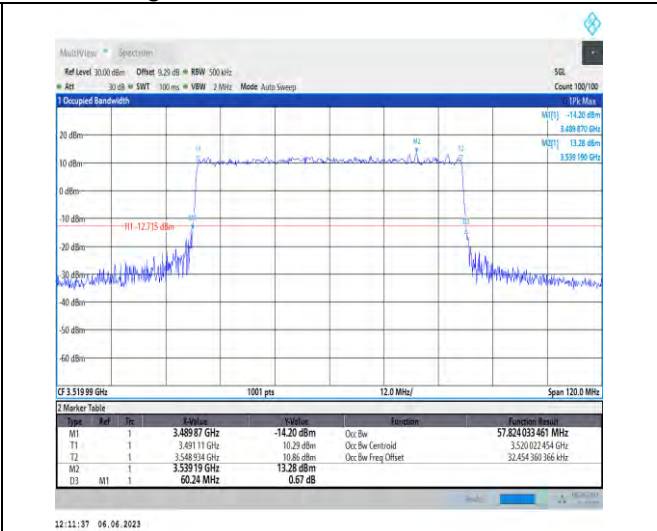 MultiView Spectrum
Ref Level 30.00 dBm Offset 9.29 dB RBW 500 kHz SGL
Att 30 dB SWT 100 ms VBW 2 MHz Mode Auto Sweep Count 100/100
1 Occupied Bandwidth 1Pk Max
M1[1] -14.20 dBm
3.489 870 GHz
M2[1] 13.28 dBm
3.539 190 GHz
20 dBm
M2
T1
T2
10 dBm
0 dBm
-10 dBm
H1 -12.715 dBm
-20 dBm
-30 dBm
-40 dBm
-50 dBm
-60 dBm
CF 3.519 99 GHz 1001 pts 12.0 MHz/ Span 120.0 MHz
2 Marker Table
Type Ref Trc X-Value Y-Value Function Function Result
M1 1 3.489 87 GHz -14.20 dBm Occ Bw 57.824 033 461 MHz
T1 1 3.491 11 GHz 10.29 dBm Occ Bw Centroid 3.520 022 454 GHz
T2 1 3.548 934 GHz 10.86 dBm Occ Bw Freq Offset 32.454 360 366 kHz
M2 1 3.539 19 GHz 13.28 dBm
D3 M1 1 60.24 MHz 0.67 dB
12:11:37 06.06.2023